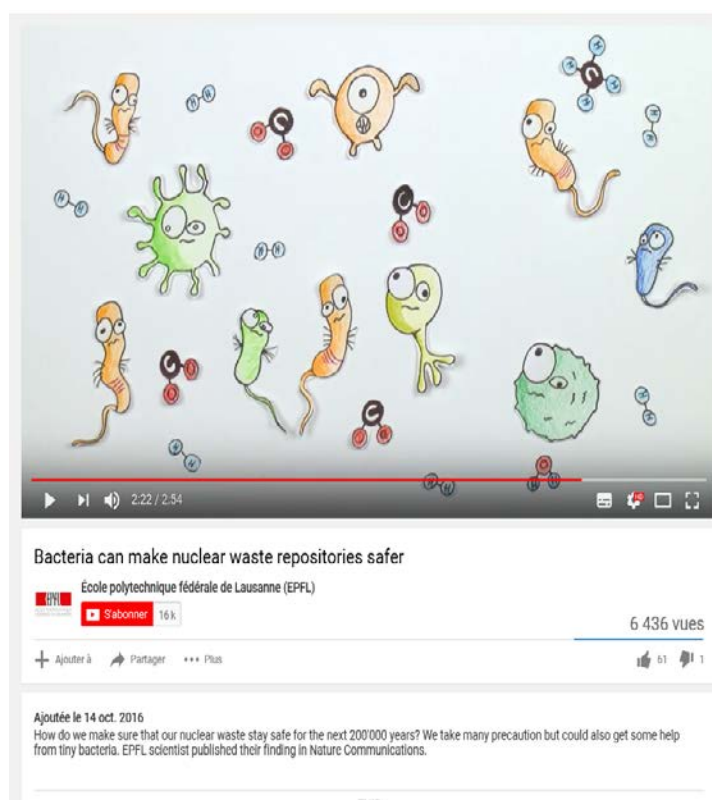 H H
C
H
H
H
H
C
O
O
H
H
H H
C
O
O
H H
C
O
O
H
H
C
O
O
H
H
H H
O
H H
2:22 / 2:54
HD
Bacteria can make nuclear waste repositories safer
École polytechnique fédérale de Lausanne (EPFL)
S'abonner 16 k
6 436 vues
Ajouter à Partager Plus 61 1
Ajoutée le 14 oct. 2016
How do we make sure that our nuclear waste stay safe for the next 200'000 years? We take many precaution but could also get some help
from tiny bacteria. EPFL scientist published their finding in Nature Communications.